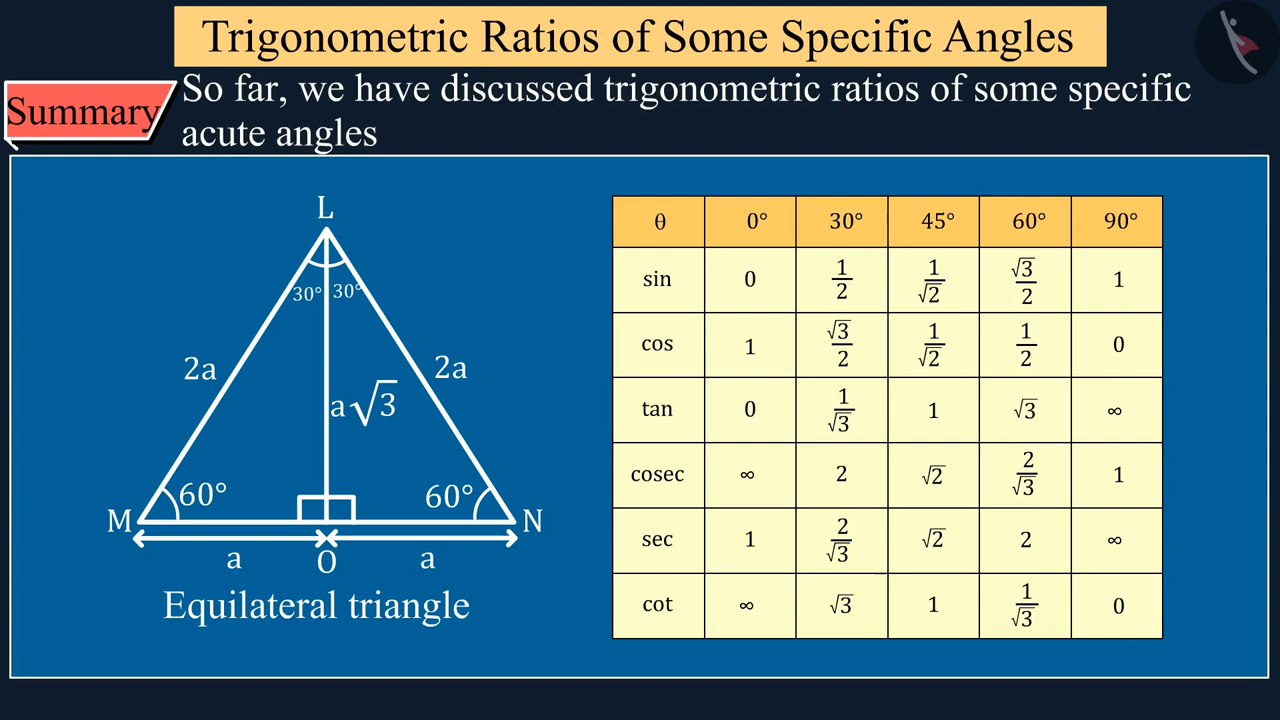 Trigonometric Ratios of Some Specific Angles
Summary
So far, we have discussed trigonometric ratios of some specific
acute angles
L
30° 30°
2a 2a
a√3
60° 60°
M N
a O a
Equilateral triangle
θ 0° 30° 45° 60° 90°
sin 0 1/2 1/√2 √3/2 1
cos 1 √3/2 1/√2 1/2 0
tan 0 1/√3 1 √3 ∞
cosec ∞ 2 √2 2/√3 1
sec 1 2/√3 √2 2 ∞
cot ∞ √3 1 1/√3 0